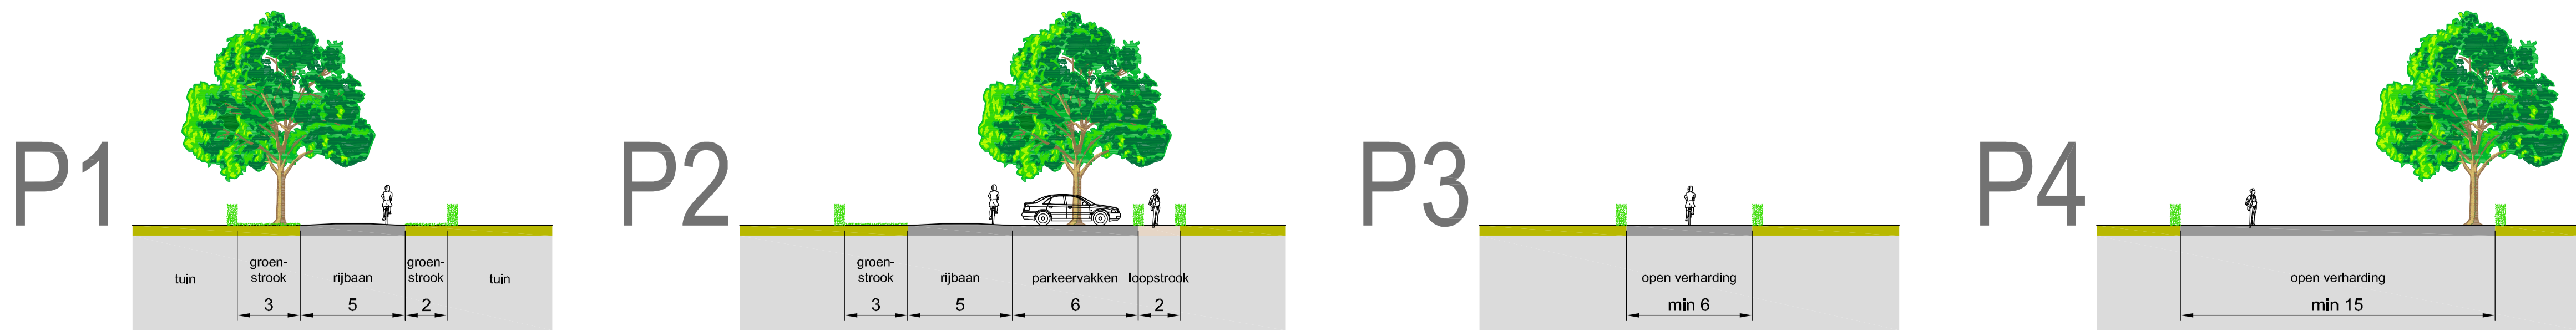 P1
tuin
groen-
strook
rijbaan
groen-
strook
tuin
3
5
2
P2
groen-
strook
rijbaan
parkeervakken
loopstrook
3
5
6
2
P3
open verharding
min 6
P4
open verharding
min 15